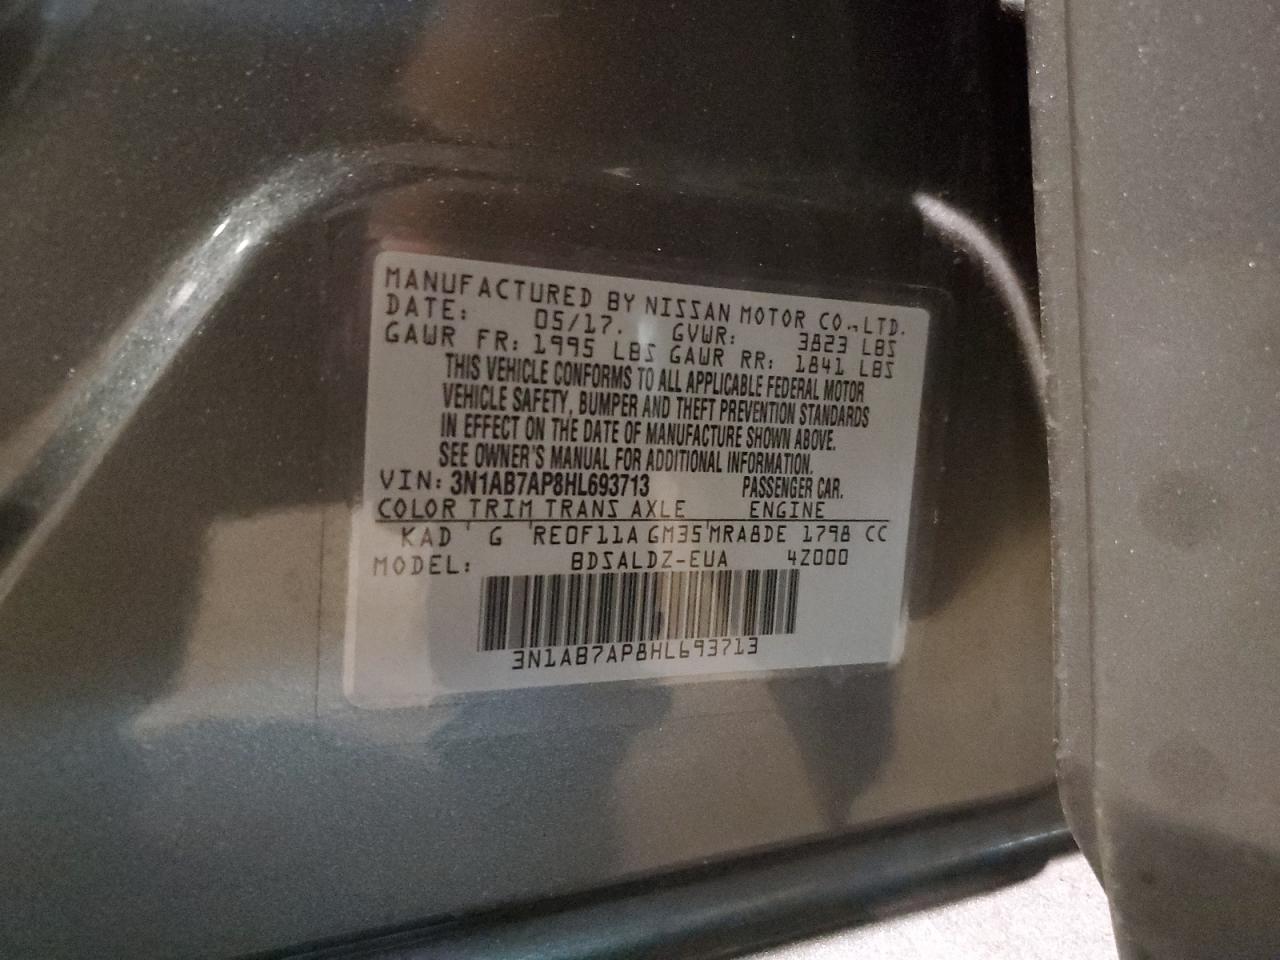 MANUFACTURED BY NISSAN MOTOR CO.,LTD.
DATE: 05/17. GVWR: 3823 LBS
GAWR FR: 1995 LBS GAWR RR: 1841 LBS
THIS VEHICLE CONFORMS TO ALL APPLICABLE FEDERAL MOTOR
VEHICLE SAFETY, BUMPER AND THEFT PREVENTION STANDARDS
IN EFFECT ON THE DATE OF MANUFACTURE SHOWN ABOVE.
SEE OWNER'S MANUAL FOR ADDITIONAL INFORMATION.
VIN: 3N1AB7AP8HL693713 PASSENGER CAR.
COLOR TRIM TRANS AXLE ENGINE
KAD G RE0F11A GM35 MRA8DE 1798 CC
MODEL: BDSALDZ-EUA 4Z000
3N1AB7AP8HL693713